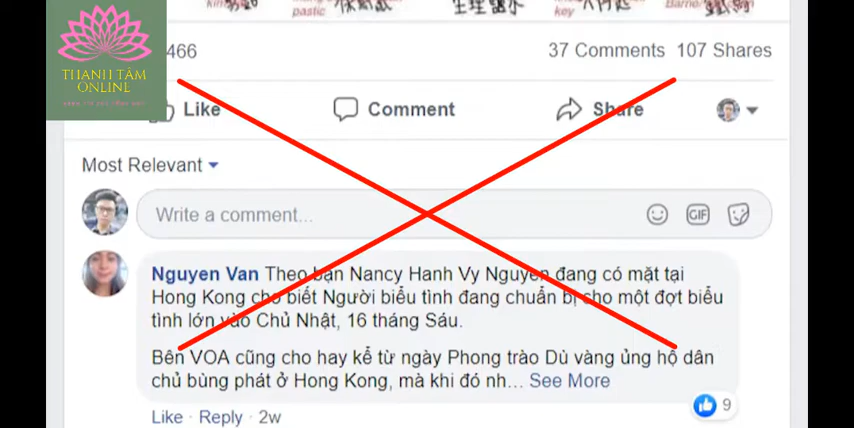 pastic
key
THANH TÂM
ONLINE
466
37 Comments 107 Shares
Like Comment Share
Most Relevant
Write a comment...
GIF
Nguyen Van Theo bạn Nancy Hanh Vy Nguyen đang có mặt tại
Hong Kong cho biết Người biểu tình đang chuẩn bị cho một đợt biểu
tình lớn vào Chủ Nhật, 16 tháng Sáu.
Bên VOA cũng cho hay kể từ ngày Phong trào Dù vàng ủng hộ dân
chủ bùng phát ở Hong Kong, mà khi đó nh... See More
9
Like · Reply · 2w